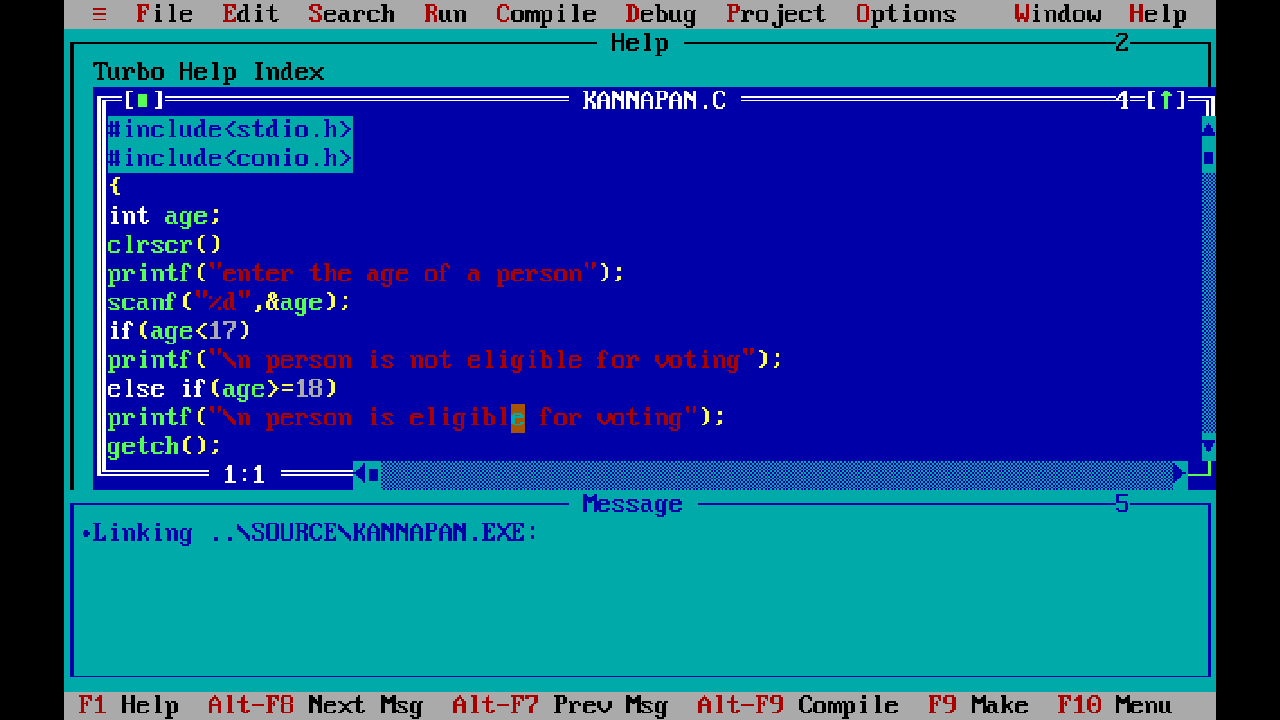 ≡ File Edit Search Run Compile Debug Project Options Window Help
Help 2
Turbo Help Index
[■] KANNAPAN.C 4=[↑]
#include<stdio.h>
#include<conio.h>
{
int age;
clrscr()
printf("enter the age of a person");
scanf("%d",&age);
if(age<17)
printf("\n person is not eligible for voting");
else if(age>=18)
printf("\n person is eligible for voting");
getch();
1:1
Message 5
•Linking ..\SOURCE\KANNAPAN.EXE:
F1 Help Alt-F8 Next Msg Alt-F7 Prev Msg Alt-F9 Compile F9 Make F10 Menu